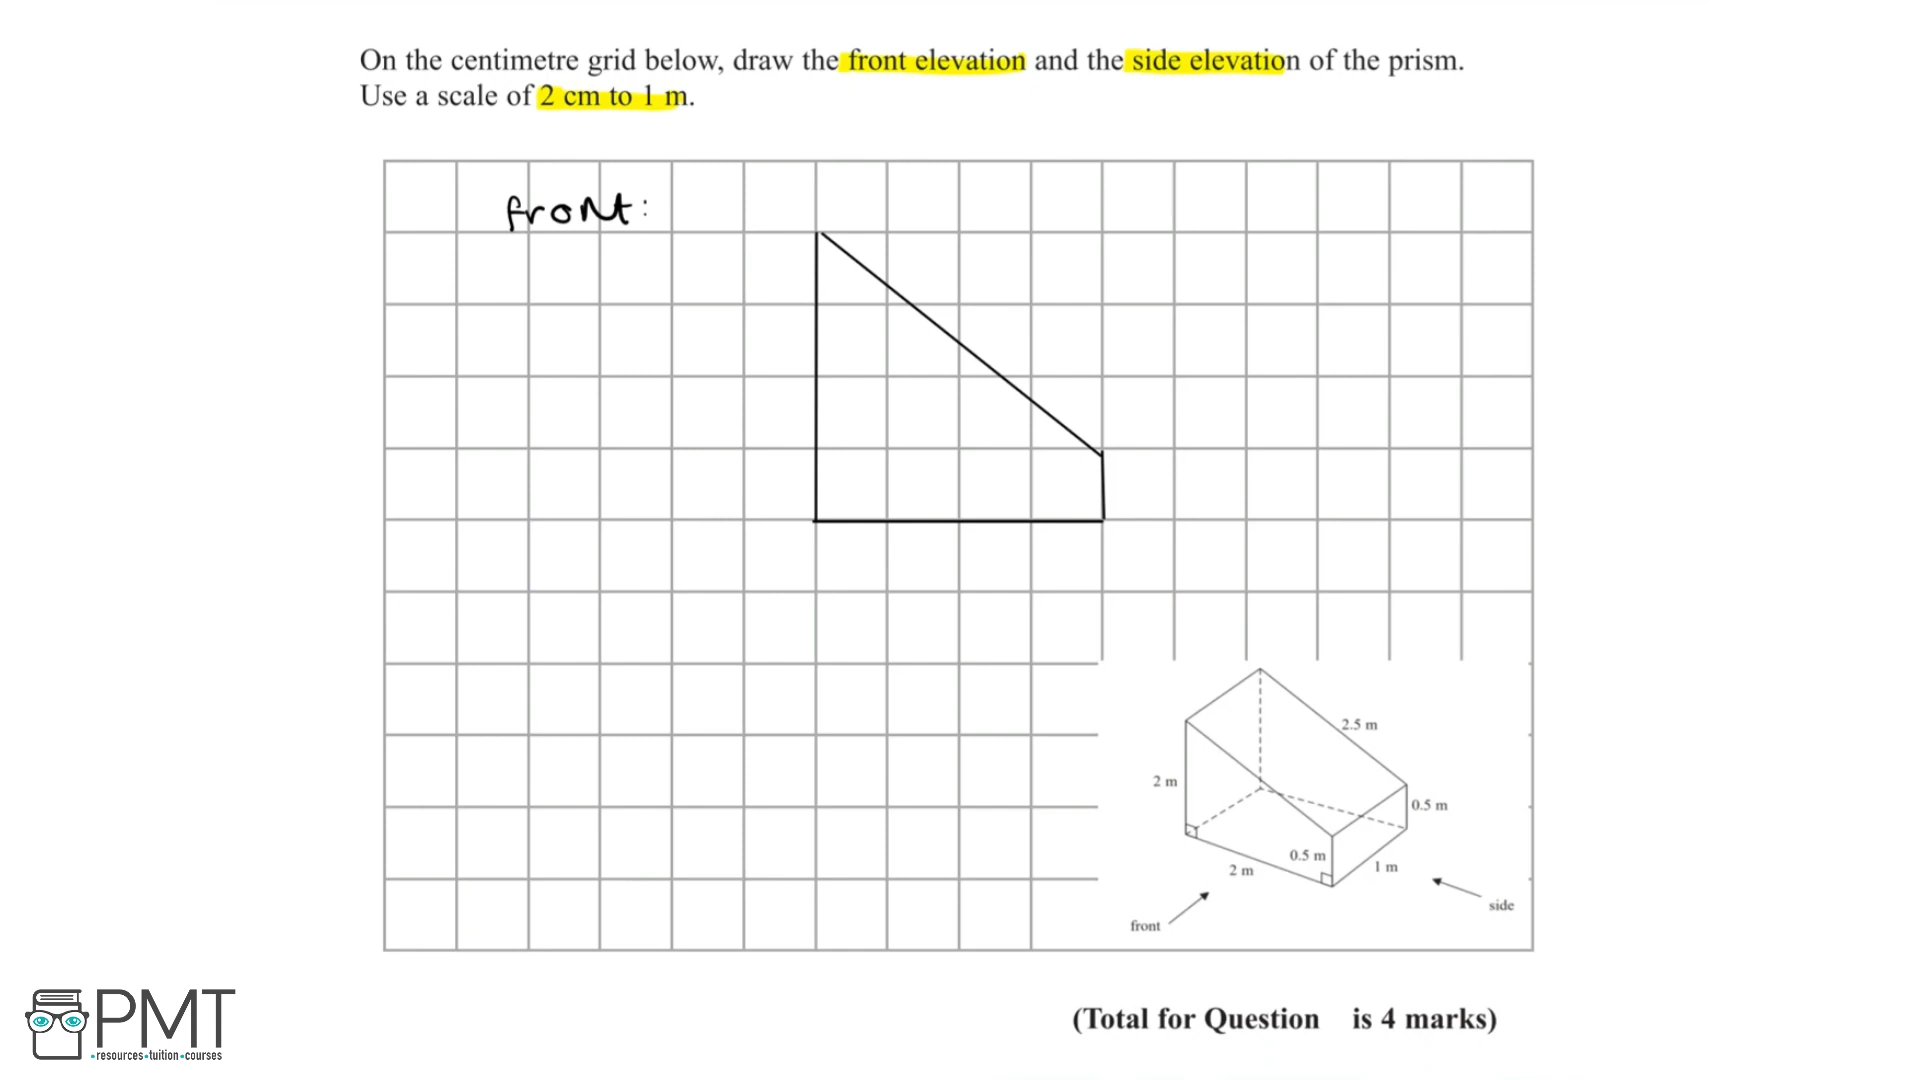 On the centimetre grid below, draw the front elevation and the side elevation of the prism.
Use a scale of 2 cm to 1 m.
front:
2.5 m
2 m
0.5 m
0.5 m
1 m
2 m
side
front
PMT
•resources•tuition•courses
(Total for Question is 4 marks)